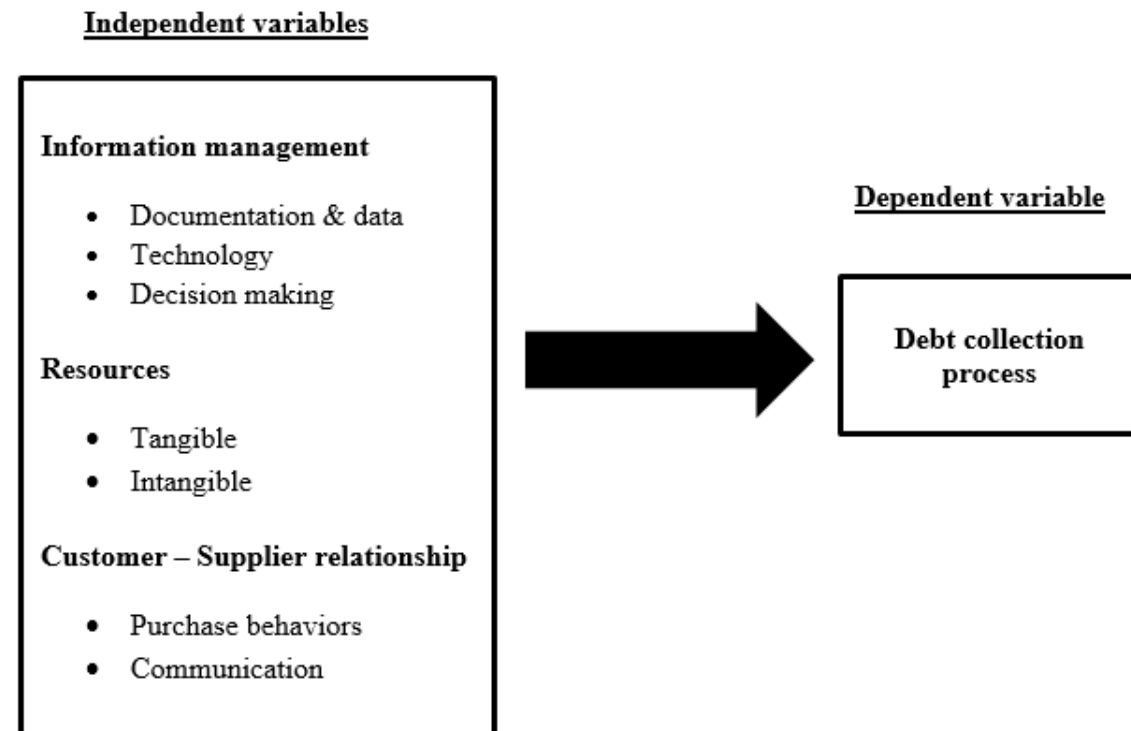 Independent variables
Information management
• Documentation & data
• Technology
• Decision making
Resources
• Tangible
• Intangible
Customer – Supplier relationship
• Purchase behaviors
• Communication
Dependent variable
Debt collection
process